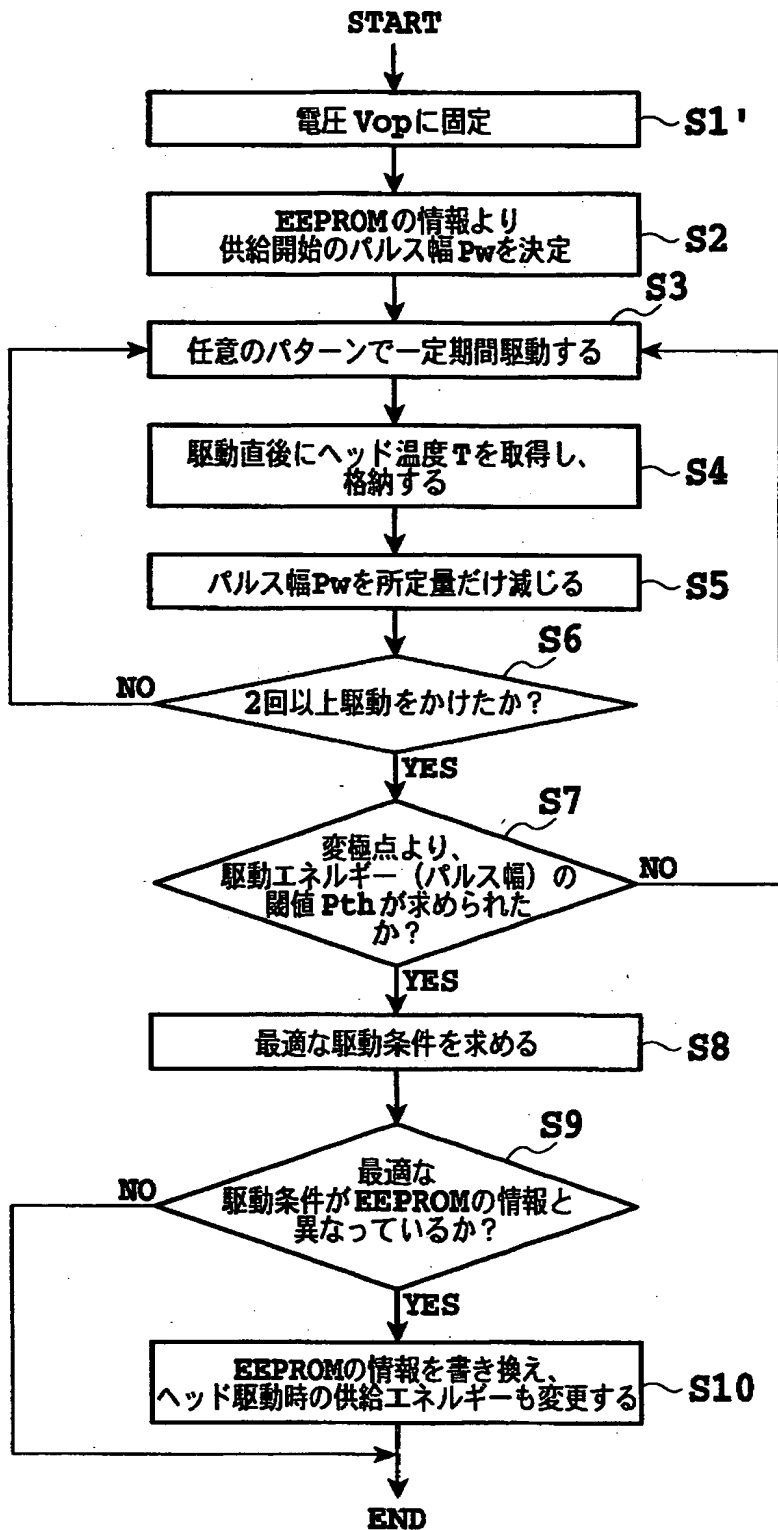 START
電圧Vopに固定
S1'
EEPROMの情報より
供給開始のパルス幅Pwを決定
S2
S3
任意のパターンで一定期間駆動する
駆動直後にヘッド温度Tを取得し、
格納する
S4
パルス幅Pwを所定量だけ減じる
S5
S6
NO
2回以上駆動をかけたか?
YES
S7
変極点より、
駆動エネルギー(パルス幅)の
閾値Pthが求められた
か?
NO
YES
最適な駆動条件を求める
S8
S9
NO
最適な
駆動条件がEEPROMの情報と
異なっているか?
YES
EEPROMの情報を書き換え、
ヘッド駆動時の供給エネルギーも変更する
S10
END